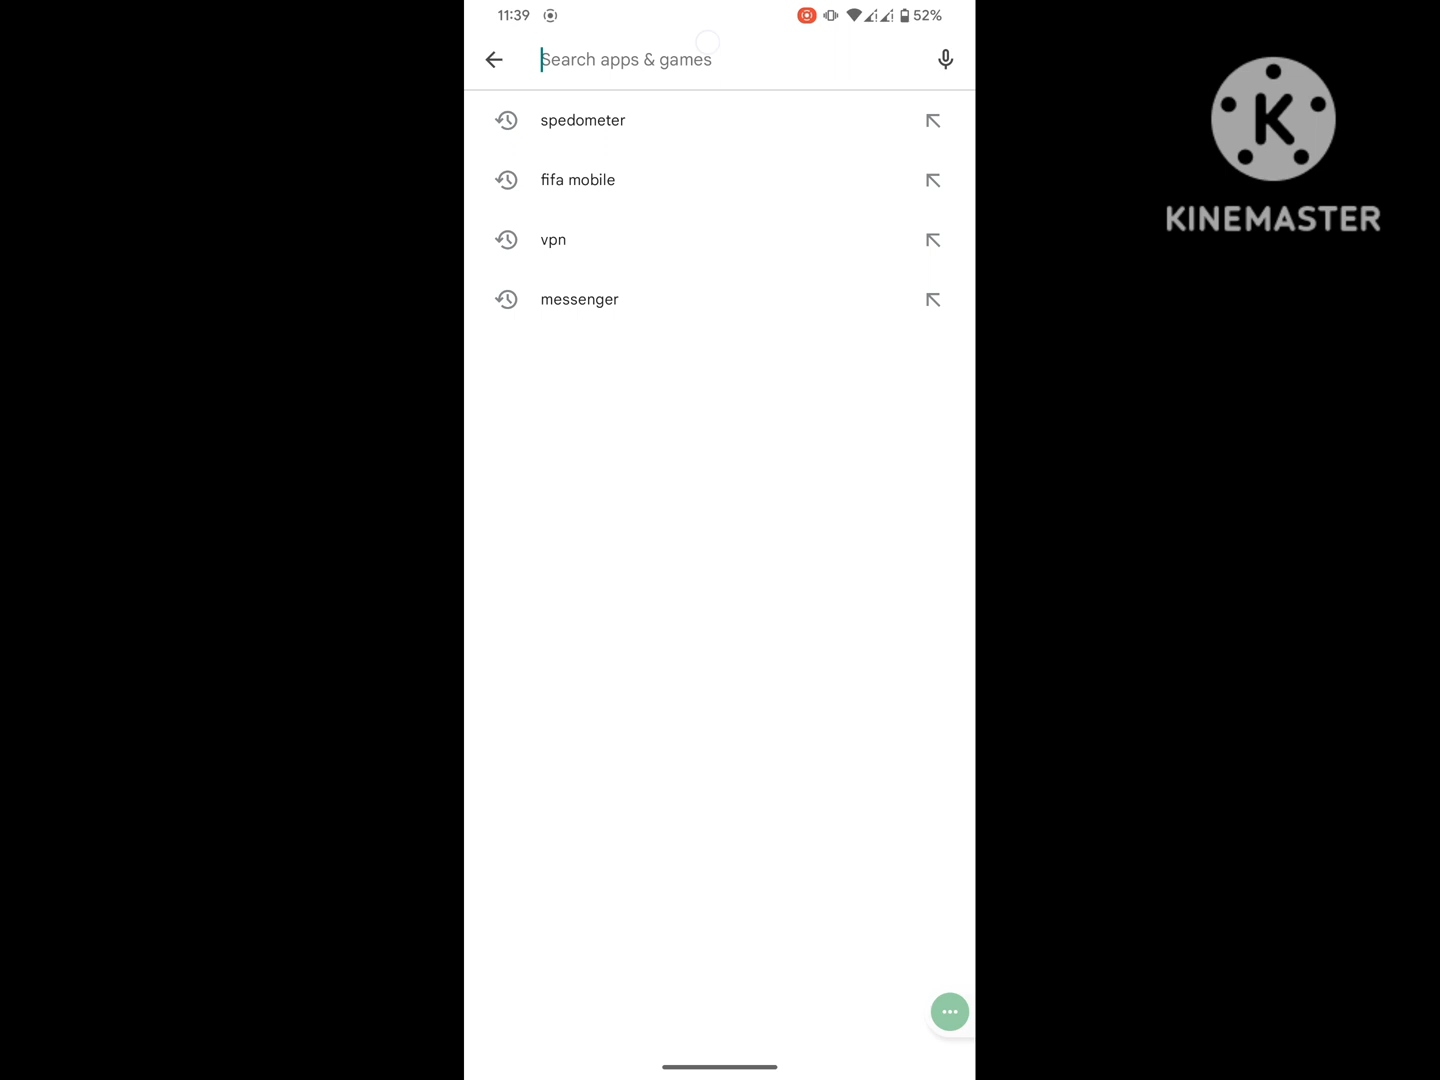 11:39
52%
Search apps & games
spedometer
fifa mobile
vpn
messenger
K
KINEMASTER